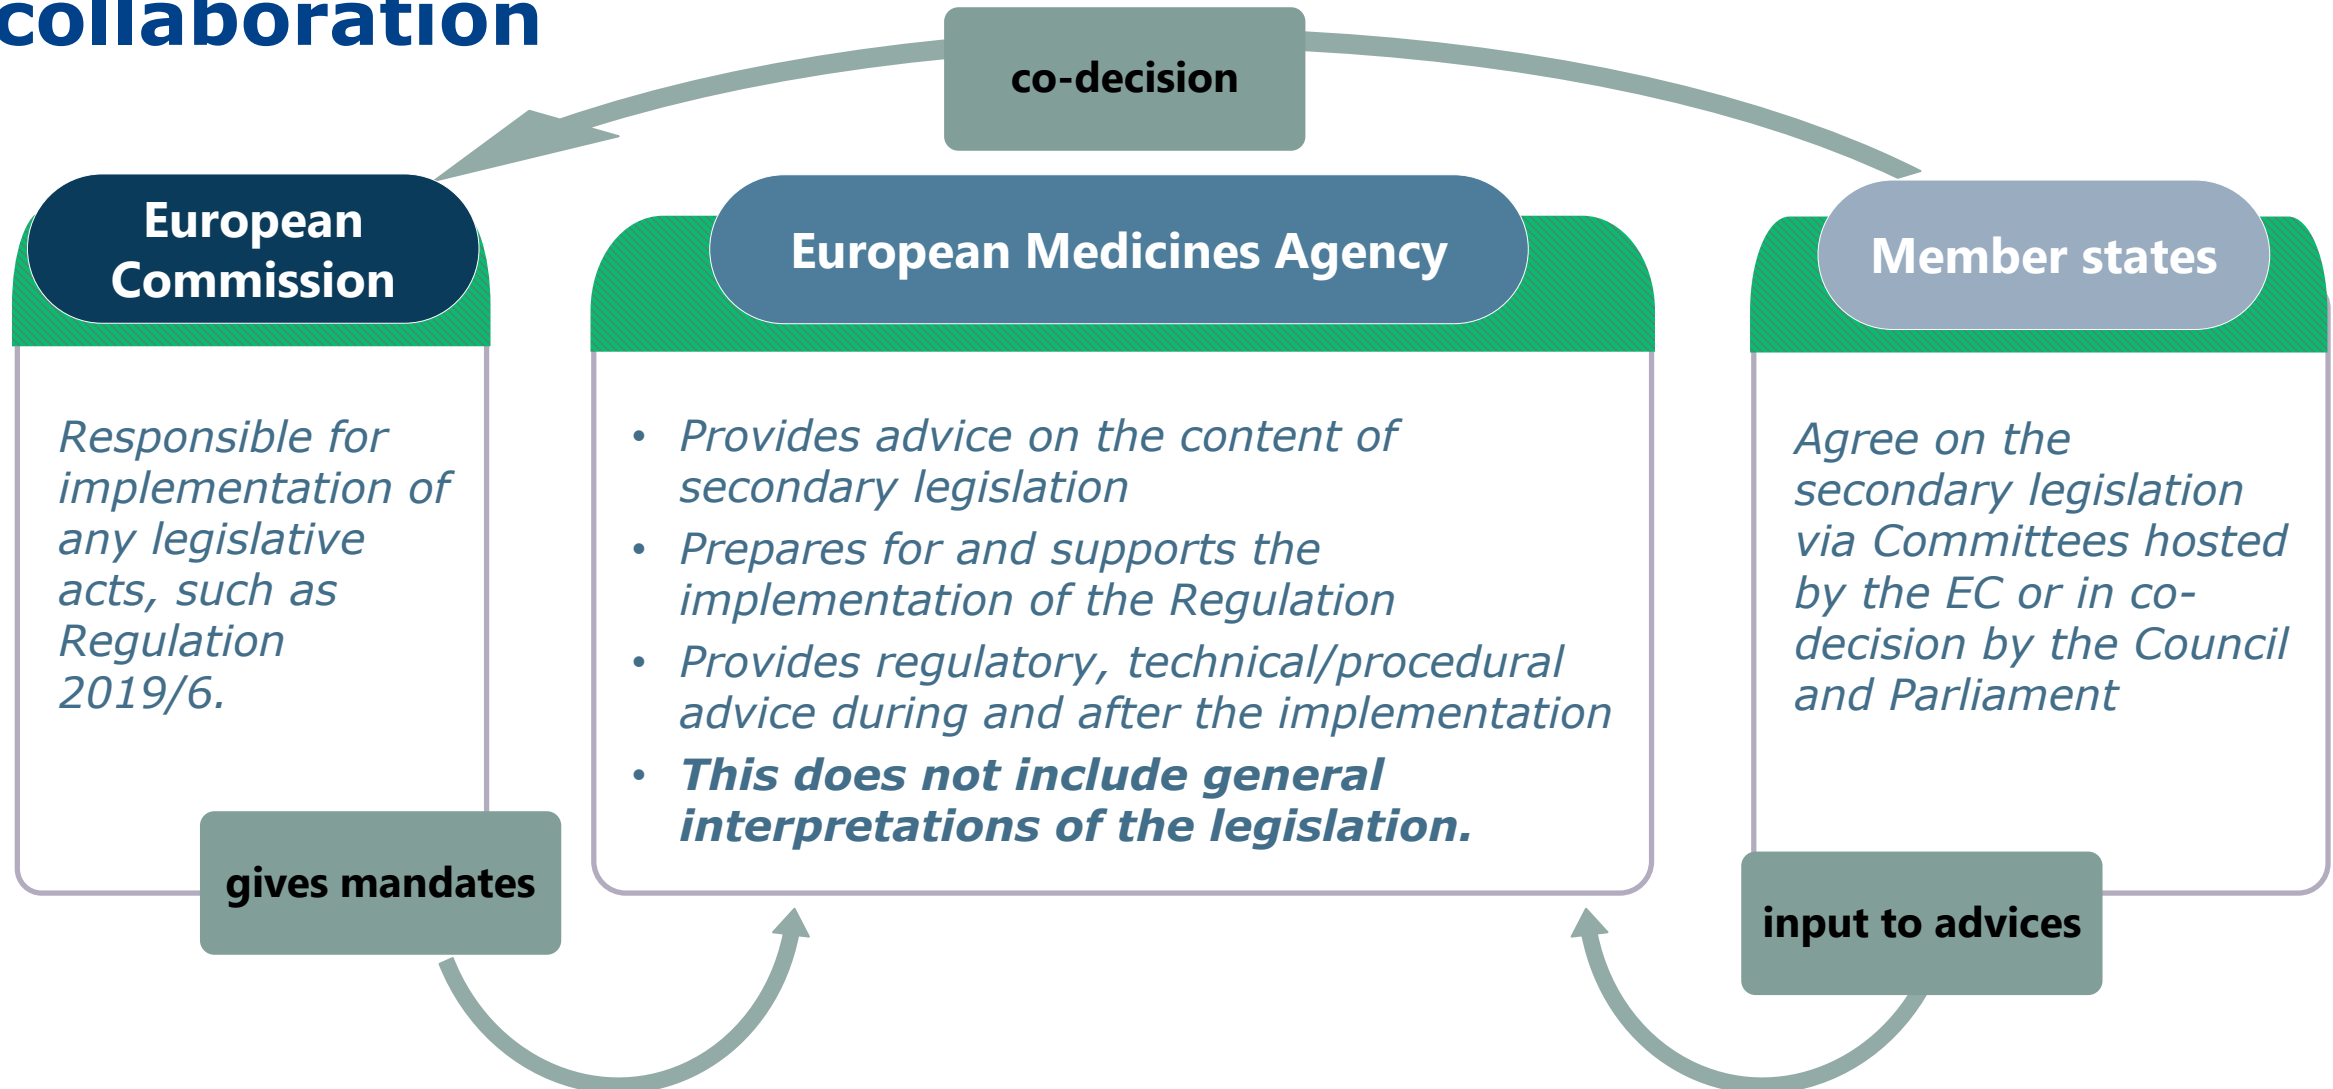 collaboration
co-decision
European
Commission
European Medicines Agency
Member states
Responsible for
implementation of
any legislative
acts, such as
Regulation
2019/6.
• Provides advice on the content of
secondary legislation
• Prepares for and supports the
implementation of the Regulation
• Provides regulatory, technical/procedural
advice during and after the implementation
• This does not include general
interpretations of the legislation.
Agree on the
secondary legislation
via Committees hosted
by the EC or in co-
decision by the Council
and Parliament
gives mandates
input to advices